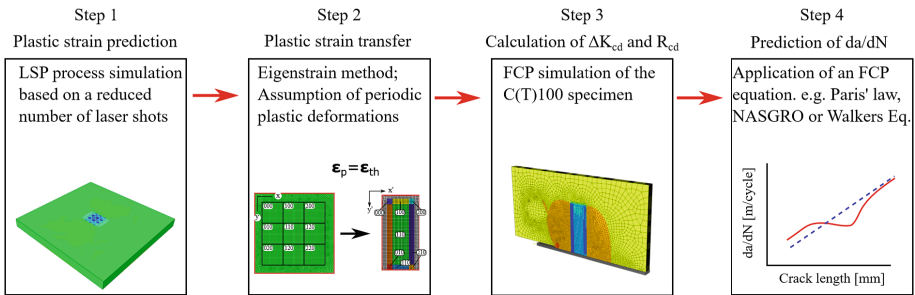 Step 1
Plastic strain prediction
LSP process simulation
based on a reduced
number of laser shots
Step 2
Plastic strain transfer
Eigenstrain method;
Assumption of periodic
plastic deformations
εp=εth
x
y
x'
y'
Step 3
Calculation of ΔKcd and Rcd
FCP simulation of the
C(T)100 specimen
Step 4
Prediction of da/dN
Application of an FCP
equation. e.g. Paris' law,
NASGRO or Walkers Eq.
da/dN [m/cycle]
Crack length [mm]